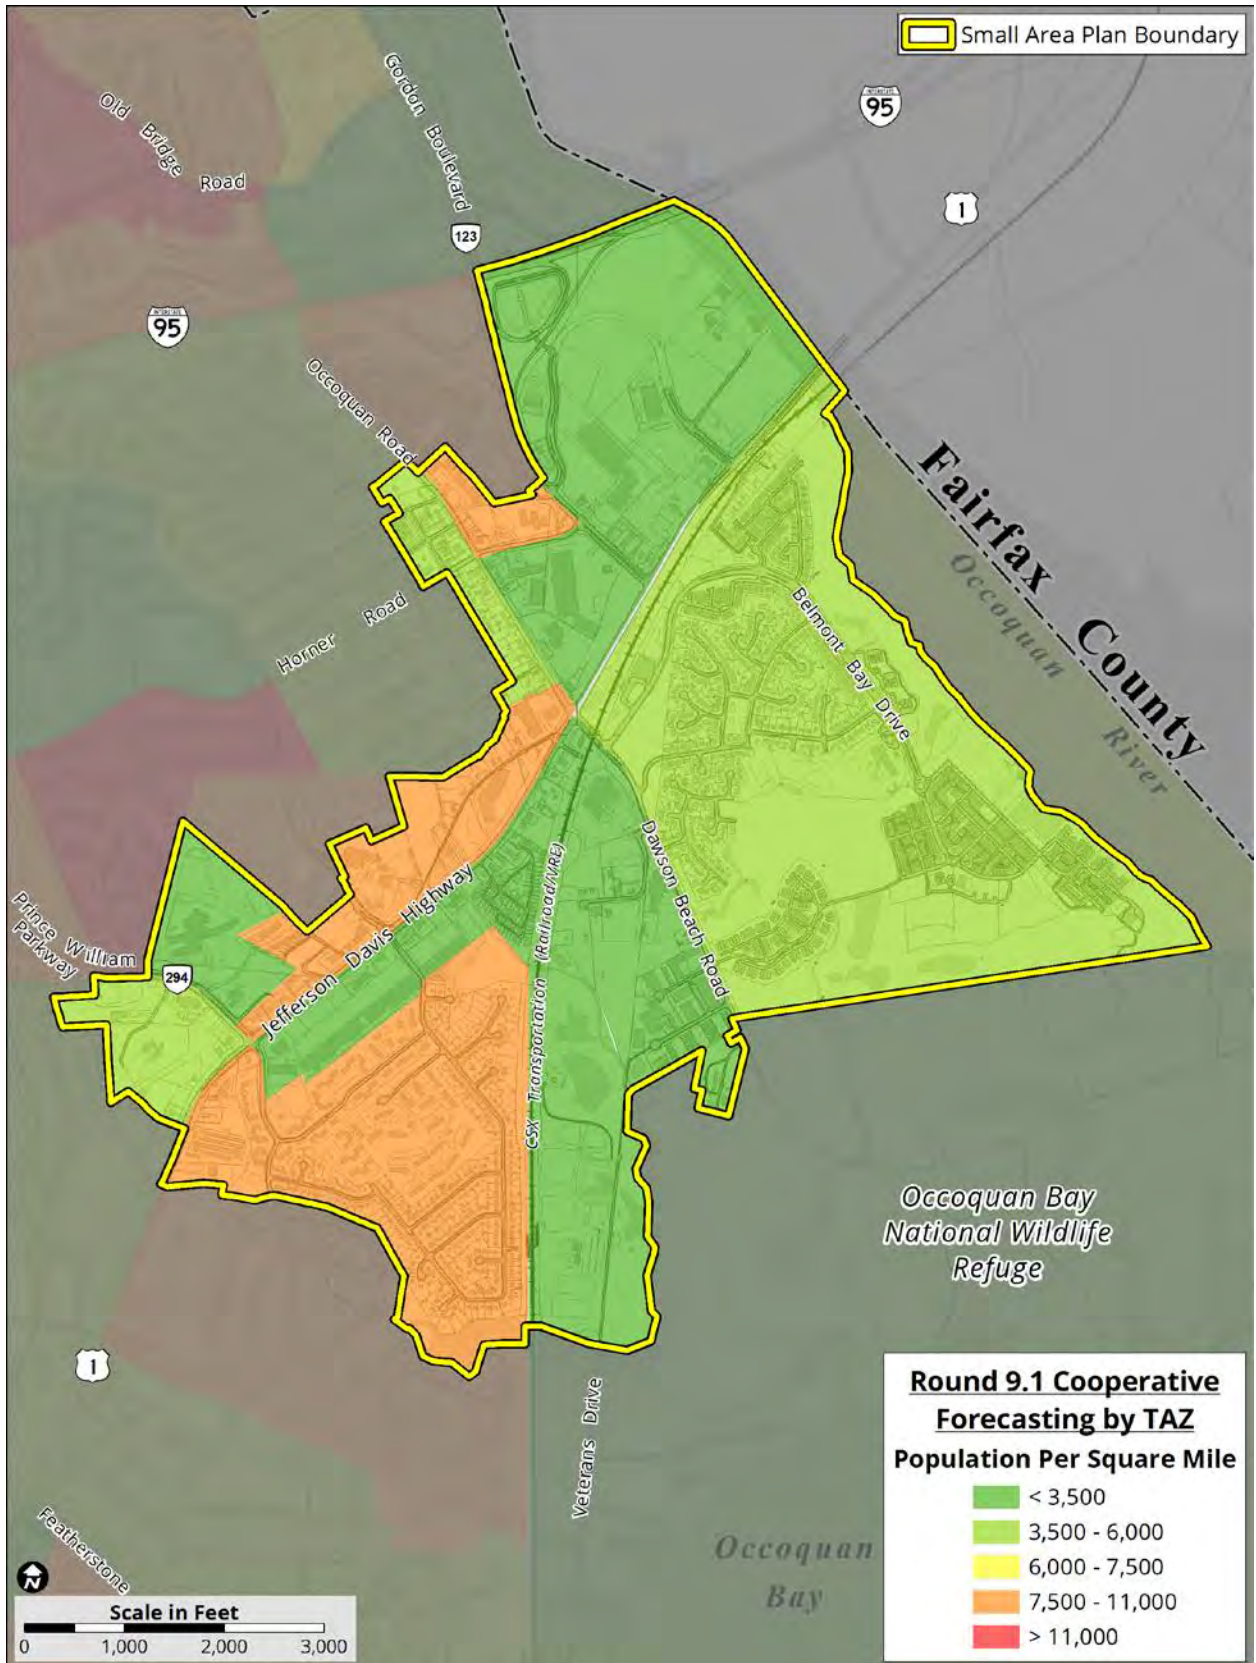 Small Area Plan Boundary
Gordon Boulevard
Old Bridge Road
INTERSTATE
95
1
123
INTERSTATE
95
Occoquan Road
Fairfax County
Occoquan River
Horner Road
Belmont Bay Drive
Dawson Beach Road
Jefferson Davis Highway
CSX Transportation (Railroad/VRE)
Prince William
Parkway
294
Occoquan Bay
National Wildlife
Refuge
1
Veterans Drive
Featherstone
Occoquan
Bay
N
Scale in Feet
0 1,000 2,000 3,000
Round 9.1 Cooperative
Forecasting by TAZ
Population Per Square Mile
< 3,500
3,500 - 6,000
6,000 - 7,500
7,500 - 11,000
> 11,000